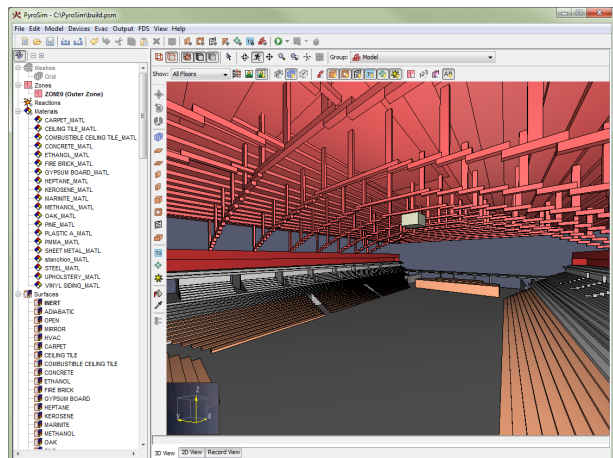 PyroSim - C:\PyroSim\build.psm
File Edit Model Devices Evac Output FDS View Help
Group: Model
Show: All Floors
Meshes
Grid
Zones
ZONE0 (Outer Zone)
Reactions
Materials
CARPET_MATL
CEILING TILE_MATL
COMBUSTIBLE CEILING TILE_MATL
CONCRETE_MATL
ETHANOL_MATL
FIRE BRICK_MATL
GYPSUM BOARD_MATL
HEPTANE_MATL
KEROSENE_MATL
MARINITE_MATL
METHANOL_MATL
OAK_MATL
PINE_MATL
PLASTIC A_MATL
PMMA_MATL
SHEET METAL_MATL
stanchion_MATL
STEEL_MATL
UPHOLSTERY_MATL
VINYL SIDING_MATL
Surfaces
INERT
ADIABATIC
OPEN
MIRROR
HVAC
CARPET
CEILING TILE
COMBUSTIBLE CEILING TILE
CONCRETE
ETHANOL
FIRE BRICK
GYPSUM BOARD
HEPTANE
KEROSENE
MARINITE
METHANOL
OAK
Z
Y X
3D View 2D View Record View